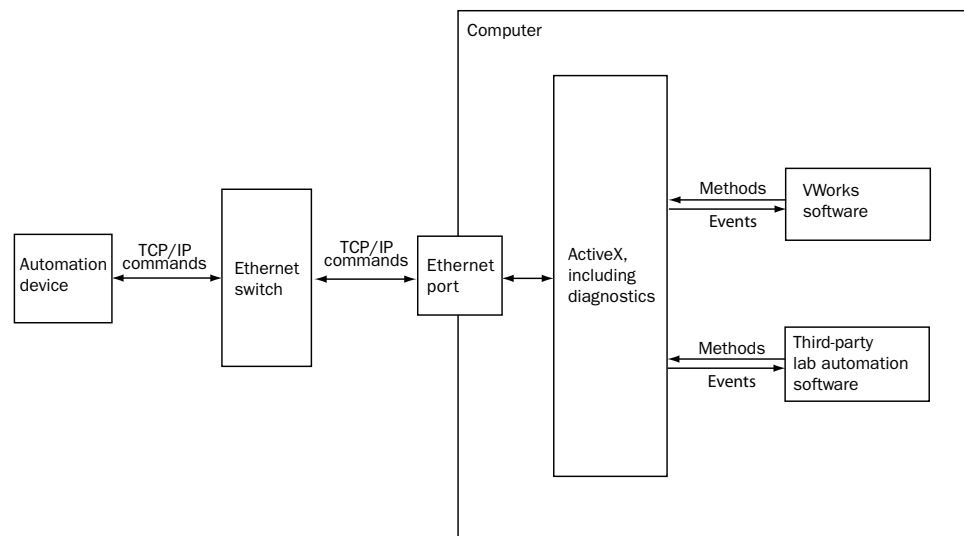 Computer
Automation
device
TCP/IP
commands
Ethernet
switch
TCP/IP
commands
Ethernet
port
ActiveX,
including
diagnostics
Methods
Events
VWorks
software
Methods
Events
Third-party
lab automation
software